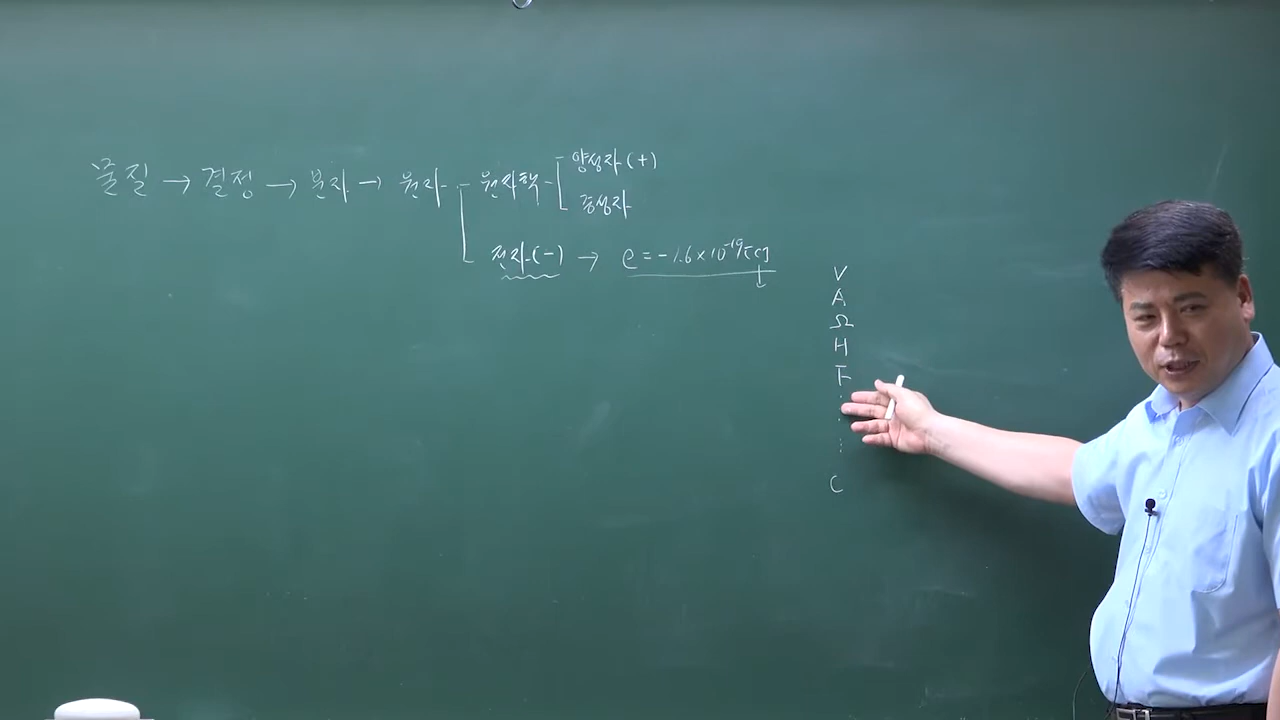 물질 → 결정 → 분자 → 원자 원자핵 양성자 (+)
중성자
전자 (-) → e = -1.6 × 10⁻¹⁹ [C]
V
A
Ω
H
F
⋮
C